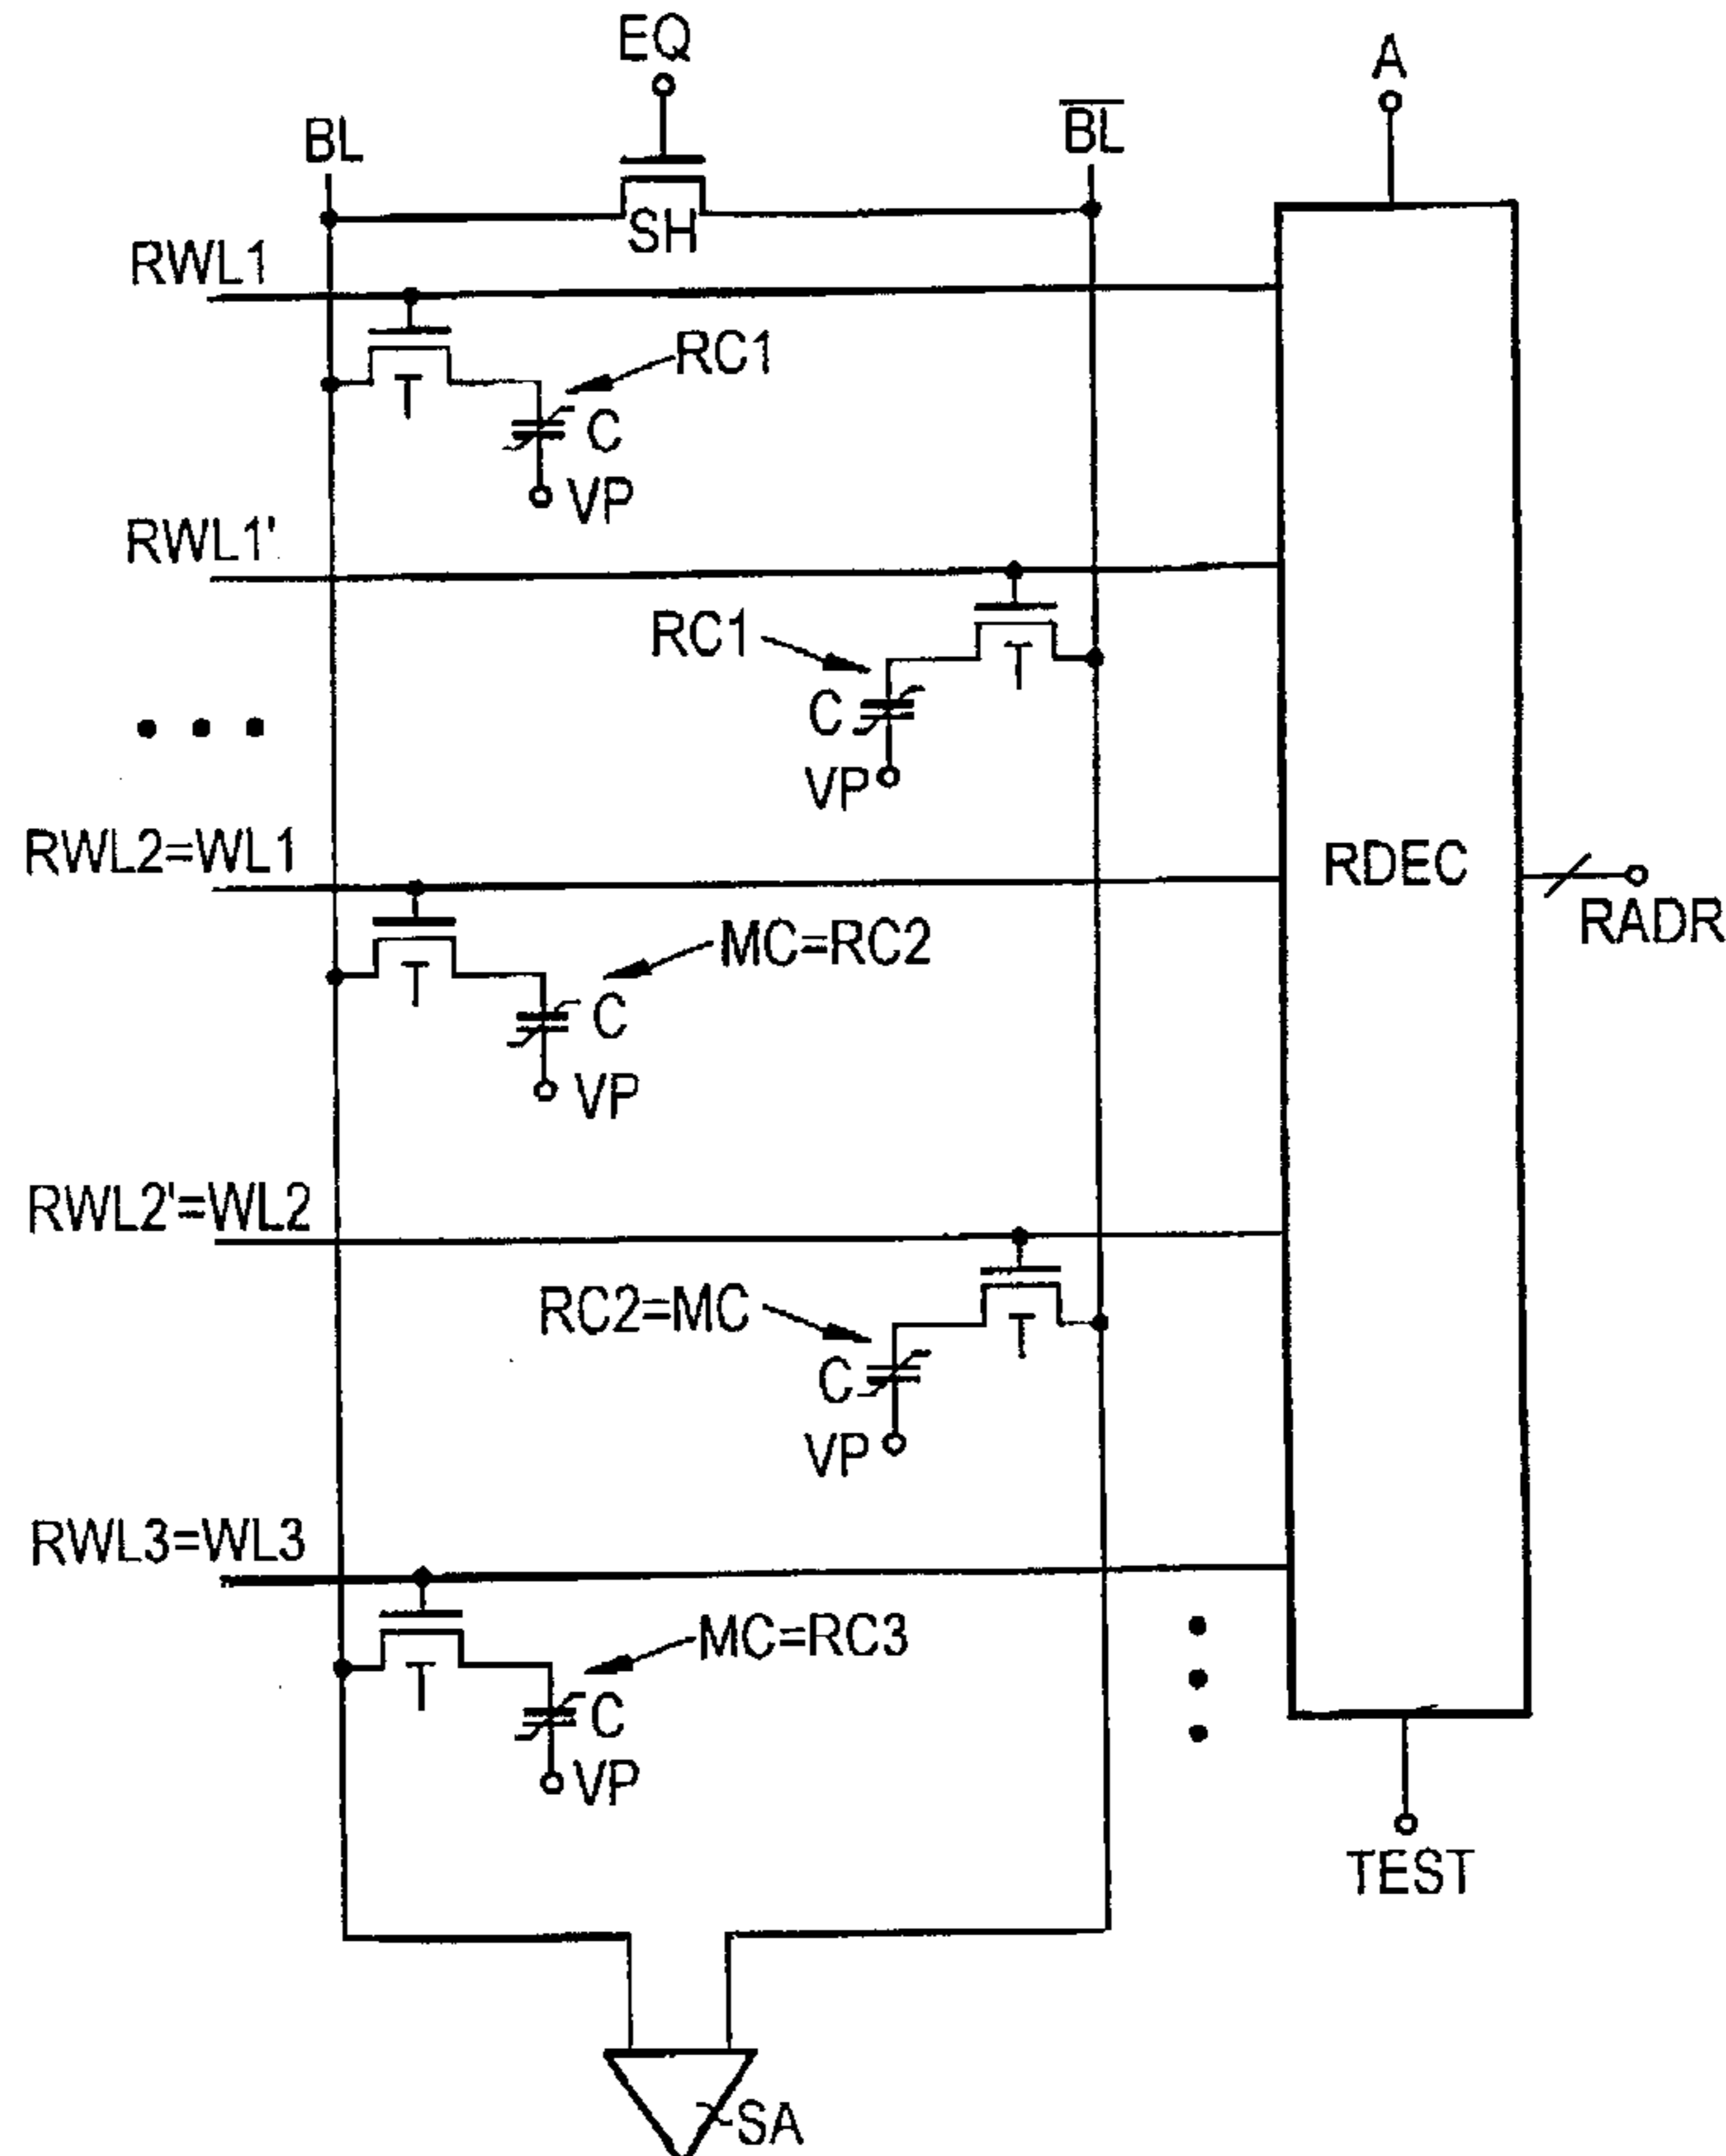 EQ
A
BL
B̅L̅
SH
RWL1
RC1
T
C
VP
RWL1'
RC1
T
C
VP
RWL2=WL1
RDEC
RADR
MC=RC2
T
C
VP
RWL2'=WL2
RC2=MC
T
C
VP
RWL3=WL3
MC=RC3
T
C
VP
TEST
SA